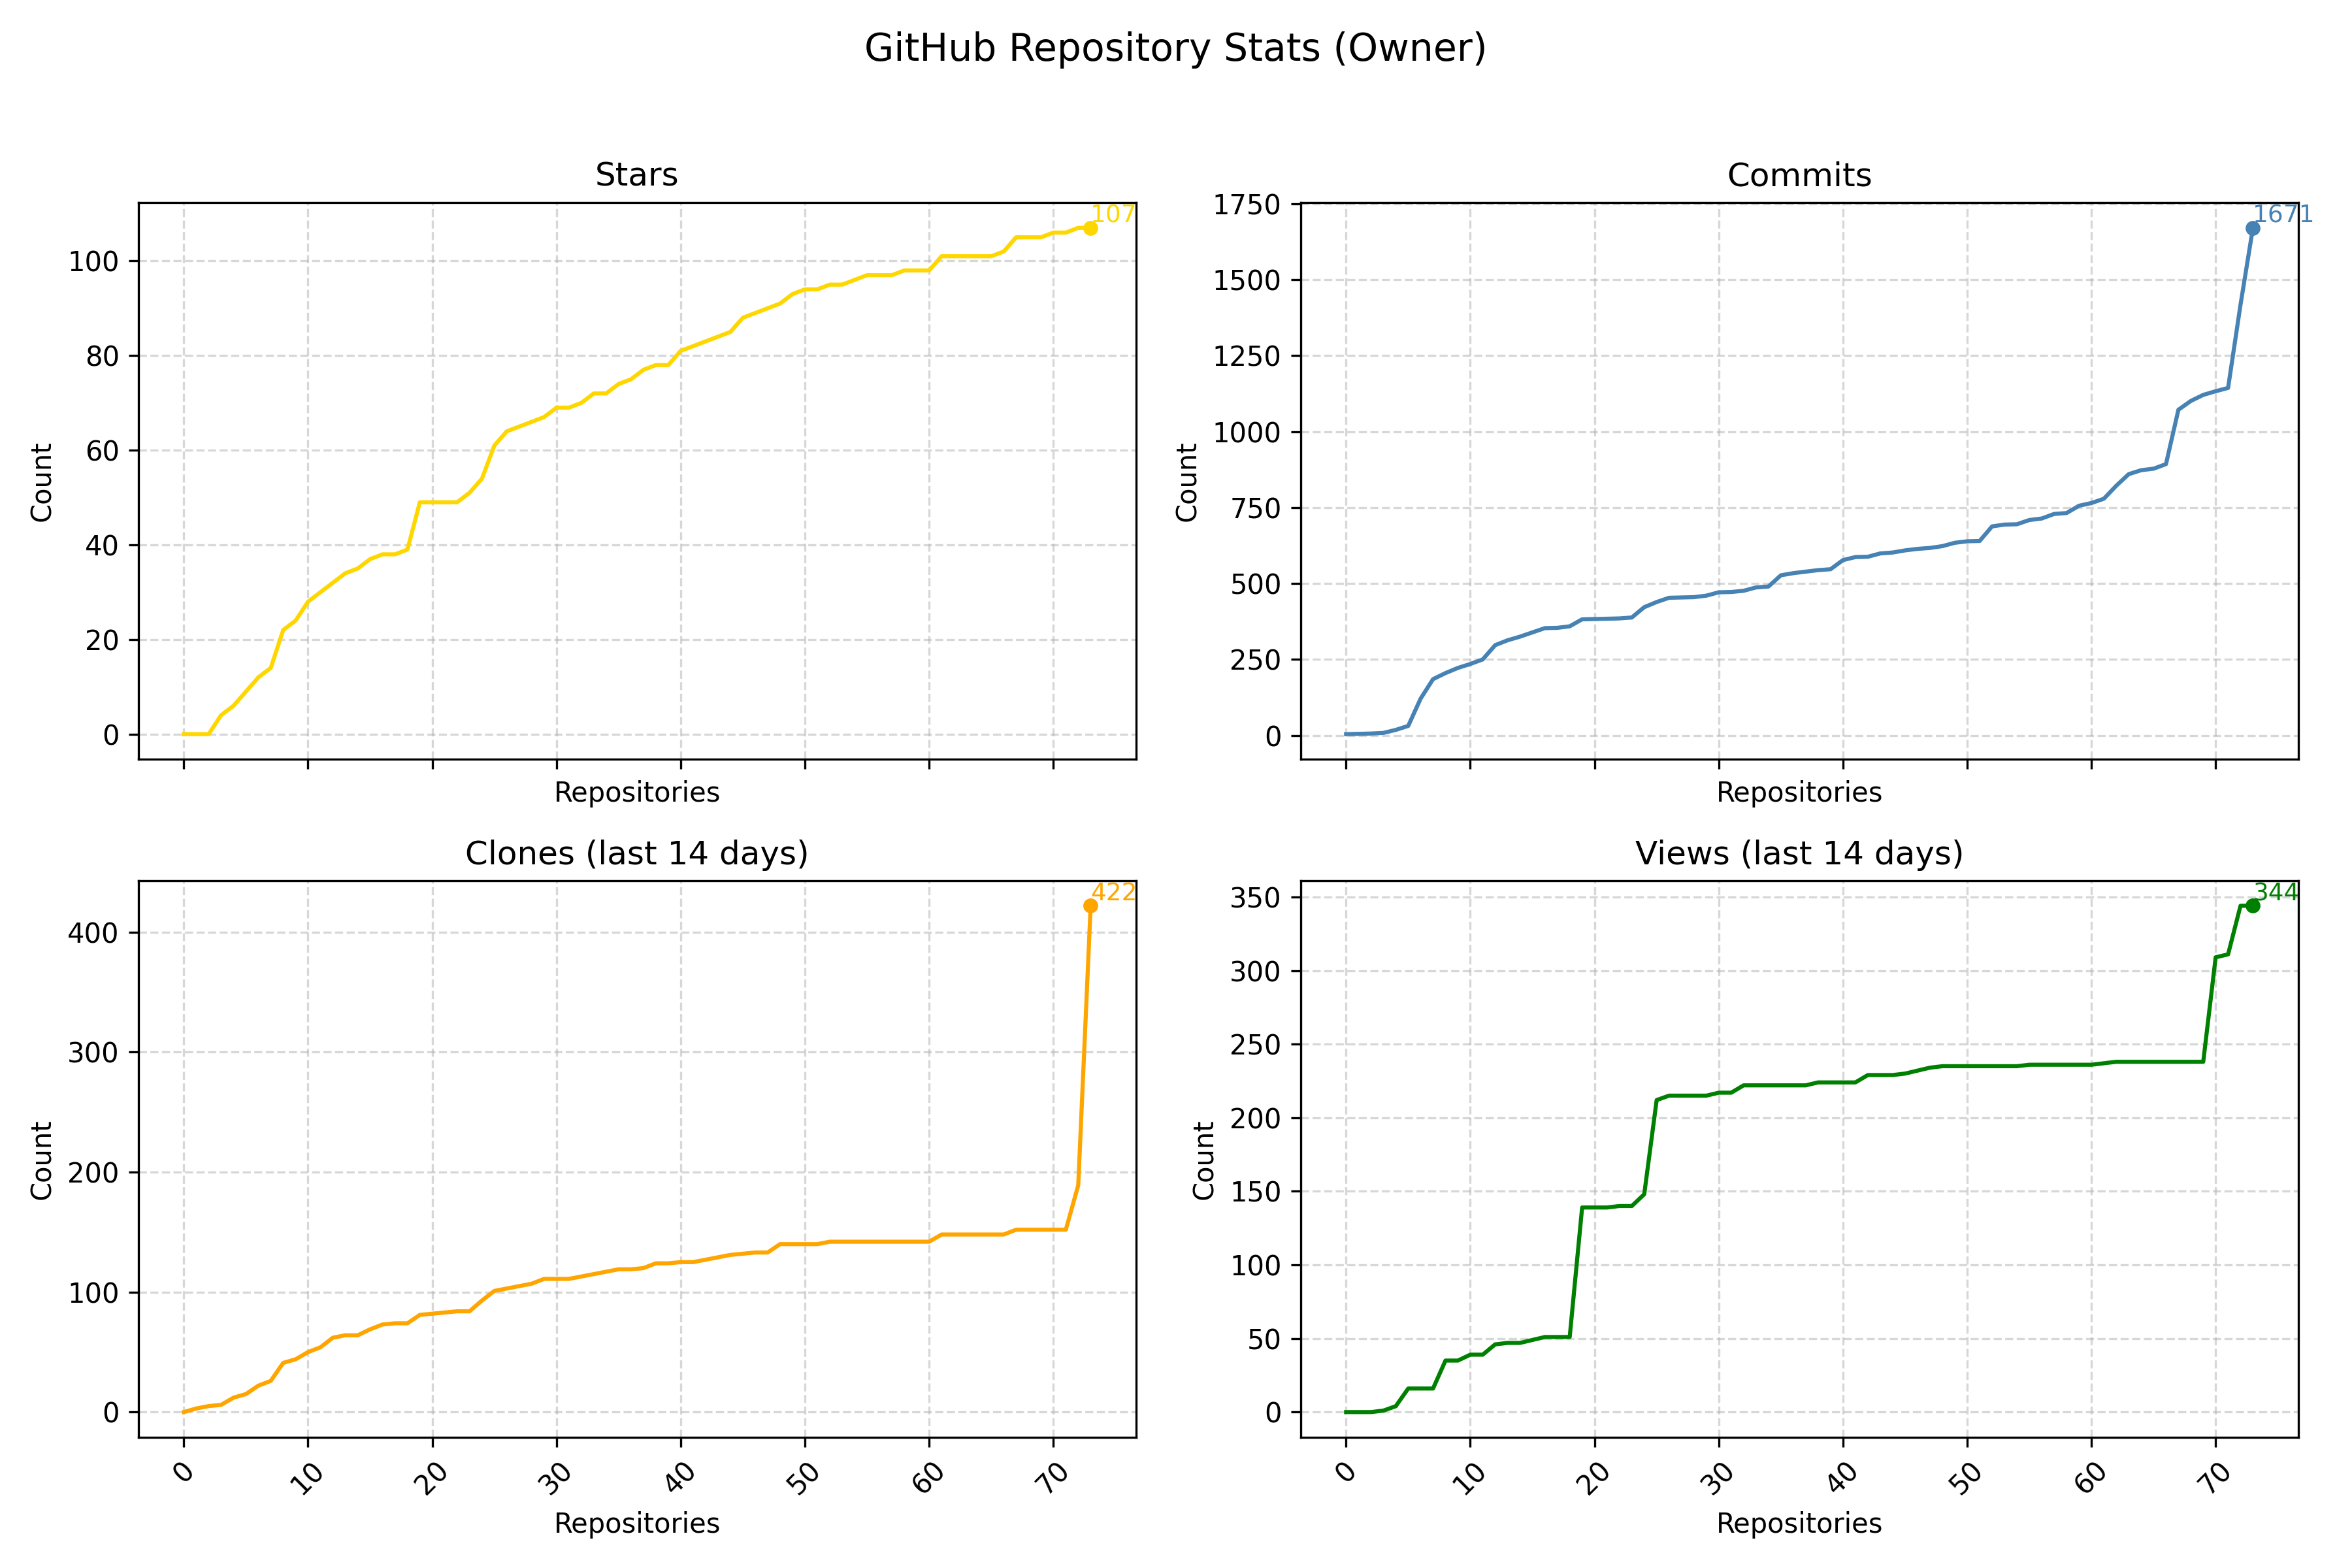 GitHub Repository Stats (Owner)
Stars
107
100
80
60
40
20
0
Count
Repositories
Commits
1671
1750
1500
1250
1000
750
500
250
0
Count
Repositories
Clones (last 14 days)
422
400
300
200
100
0
Count
0 10 20 30 40 50 60 70
Repositories
Views (last 14 days)
344
350
300
250
200
150
100
50
0
Count
0 10 20 30 40 50 60 70
Repositories